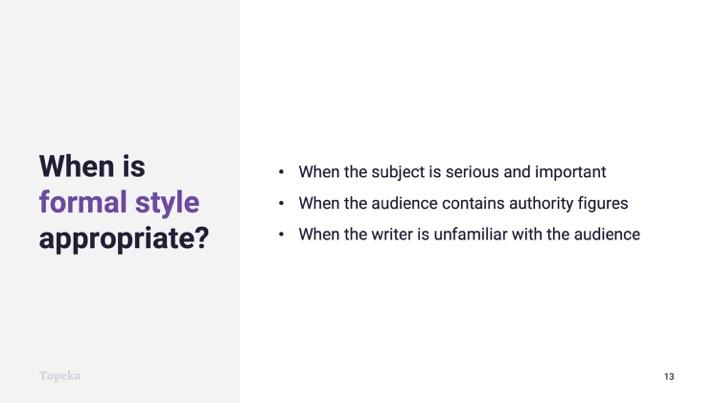 When is
formal style
appropriate?
• When the subject is serious and important
• When the audience contains authority figures
• When the writer is unfamiliar with the audience
Topeka
13